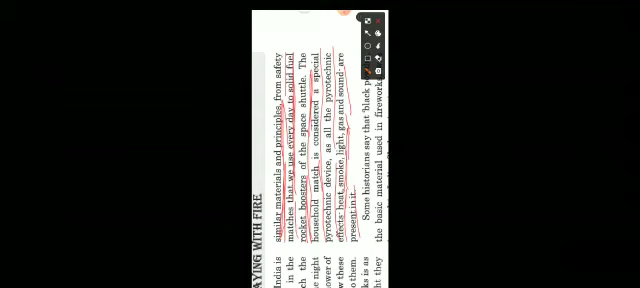 AYING WITH FIRE
India is
in the
ch the
e night
ower of
w these
o them.
ks is as
ht they
similar materials and principles, from safety
matches that we use every day to solid fuel
rocket boosters of the space shuttle. The
household match is considered a special
pyrotechnic device, as all the pyrotechnic
effects- heat, smoke, light, gas and sound- are
present in it.
Some historians say that 'black po
the basic material used in firework